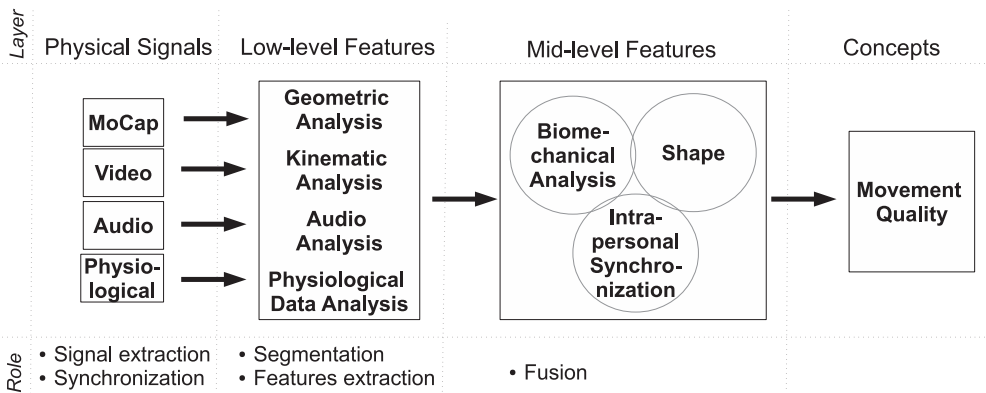 Layer
Physical Signals
Low-level Features
Mid-level Features
Concepts
MoCap
Video
Audio
Physio-
logical
Geometric
Analysis
Kinematic
Analysis
Audio
Analysis
Physiological
Data Analysis
Biome-
chanical
Analysis
Shape
Intra-
personal
Synchro-
nization
Movement
Quality
Role
• Signal extraction
• Synchronization
• Segmentation
• Features extraction
• Fusion